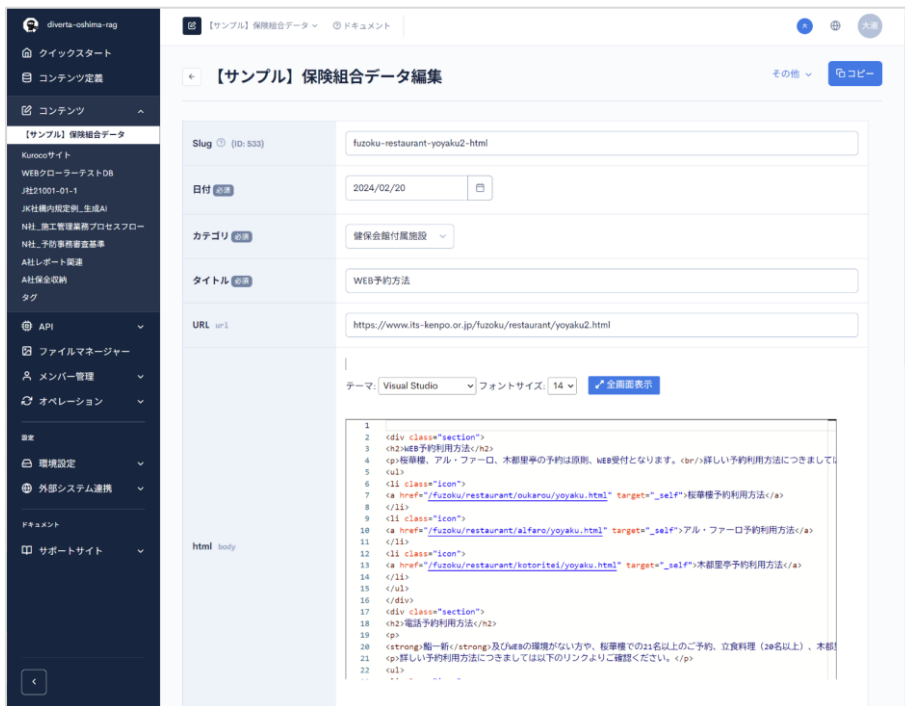 diverta-oshima-rag
クイックスタート
コンテンツ定義
コンテンツ
【サンプル】保険組合データ
Kurocoサイト
WEBクローラーテストDB
J社21001-01-1
JK社構内規定例_生成AI
N社_施工管理業務プロセスフロー
N社_予防事務審査基準
A社レポート関連
A社保全収納
タグ
API
ファイルマネージャー
メンバー管理
オペレーション
設定
環境設定
外部システム連携
ドキュメント
サポートサイト
【サンプル】保険組合データ
ドキュメント
大浦
【サンプル】保険組合データ編集
その他
コピー
Slug (ID: 533)
fuzoku-restaurant-yoyaku2-html
日付 必須
2024/02/20
カテゴリ 必須
健保会館付属施設
タイトル 必須
WEB予約方法
URL url
https://www.its-kenpo.or.jp/fuzoku/restaurant/yoyaku2.html
html body
テーマ: Visual Studio フォントサイズ: 14 全画面表示
1
2 <div class="section">
3 <h2>WEB予約利用方法</h2>
4 <p>桜華樓、アル・ファーロ、木都里亭の予約は原則、WEB受付となります。<br/>詳しい予約利用方法につきましては
5 <ul>
6 <li class="icon">
7 <a href="/fuzoku/restaurant/oukarou/yoyaku.html" target="_self">桜華樓予約利用方法</a>
8 </li>
9 <li class="icon">
10 <a href="/fuzoku/restaurant/alfaro/yoyaku.html" target="_self">アル・ファーロ予約利用方法</a>
11 </li>
12 <li class="icon">
13 <a href="/fuzoku/restaurant/kotoritei/yoyaku.html" target="_self">木都里亭予約利用方法</a>
14 </li>
15 </ul>
16 </div>
17 <div class="section">
18 <h2>電話予約利用方法</h2>
19 <p>
20 <strong>鮨一新</strong>及びWEBの環境がない方や、桜華樓での21名以上のご予約、立食料理（20名以上）、木都
21 <p>詳しい予約利用方法につきましては以下のリンクよりご確認ください。</p>
22 <ul>